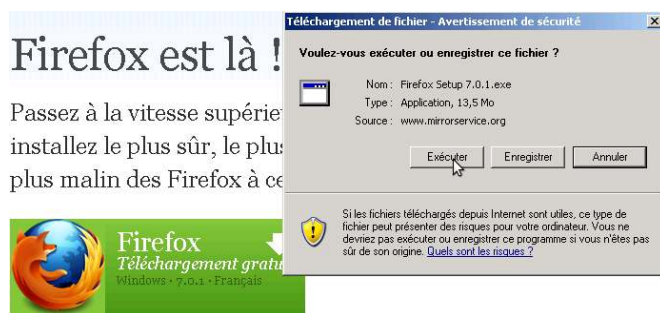 Firefox est là !
Passez à la vitesse
installez le plus sûr, le
plus malin des Firefox à
Firefox
Téléchargement
Windows - 7.0.1 - Français
Téléchargement de fichier - Avertissement de sécurité
Voulez-vous exécuter ou enregistrer ce fichier ?
Nom : Firefox Setup 7.0.1.exe
Type : Application, 13,5 Mo
Source : www.mirrorservice.org
Exécuter Enregistrer Annuler
Si les fichiers téléchargés depuis Internet sont utiles, ce type de
fichier peut présenter des risques pour votre ordinateur. Vous ne
devriez pas exécuter ou enregistrer ce programme si vous n'êtes pas
sûr de son origine. Quels sont les risques ?